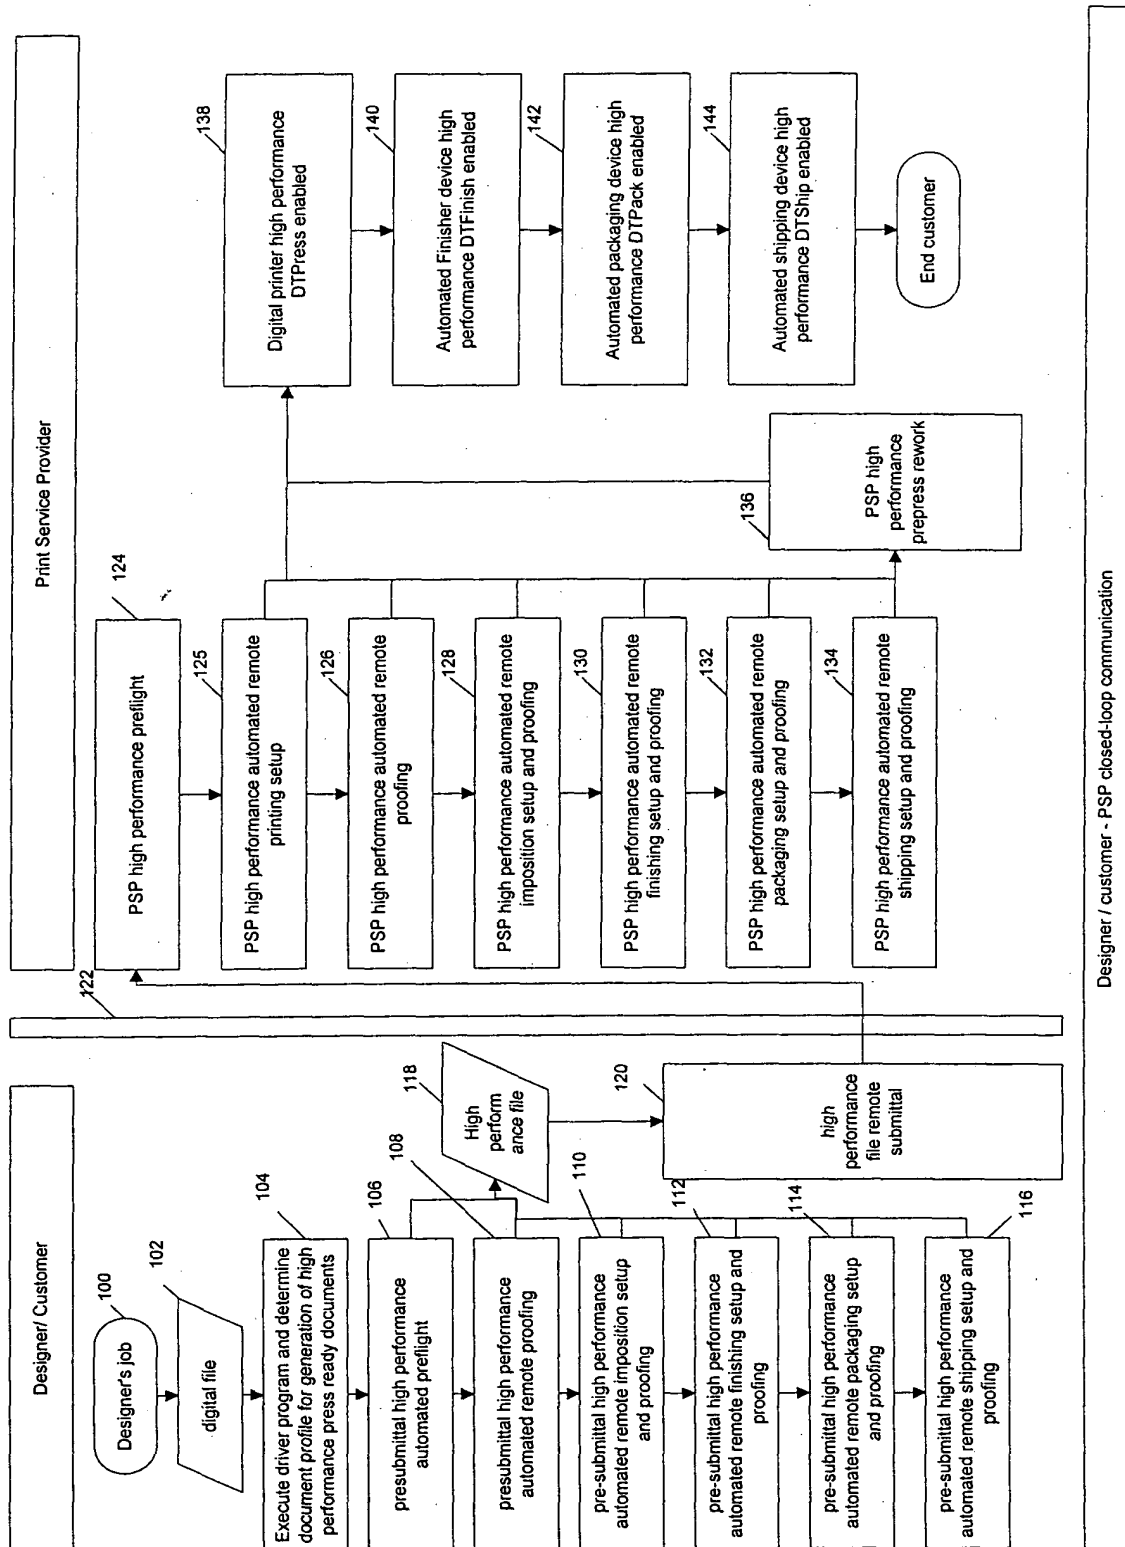 Designer/ Customer
Print Service Provider
100
Designer's job
102
digital file
104
Execute driver program and determine
document profile for generation of high
performance press ready documents
106
presubmittal high performance
automated preflight
108
presubmittal high performance
automated remote proofing
110
pre-submittal high performance
automated remote imposition setup
and proofing
112
pre-submittal high performance
automated remote finishing setup and
proofing
114
pre-submittal high performance
automated remote packaging setup
and proofing
116
pre-submittal high performance
automated remote shipping setup and
proofing
118
High
perform
ance file
120
high
performance
file remote
submittal
122
124
PSP high performance preflight
125
PSP high performance automated remote
printing setup
126
PSP high performance automated remote
proofing
128
PSP high performance automated remote
imposition setup and proofing
130
PSP high performance automated remote
finishing setup and proofing
132
PSP high performance automated remote
packaging setup and proofing
134
PSP high performance automated remote
shipping setup and proofing
136
PSP high
performance
prepress rework
138
Digital printer high performance
DTPress enabled
140
Automated Finisher device high
performance DTFinish enabled
142
Automated packaging device high
performance DTPack enabled
144
Automated shipping device high
performance DTShip enabled
End customer
Designer / customer - PSP closed-loop communication